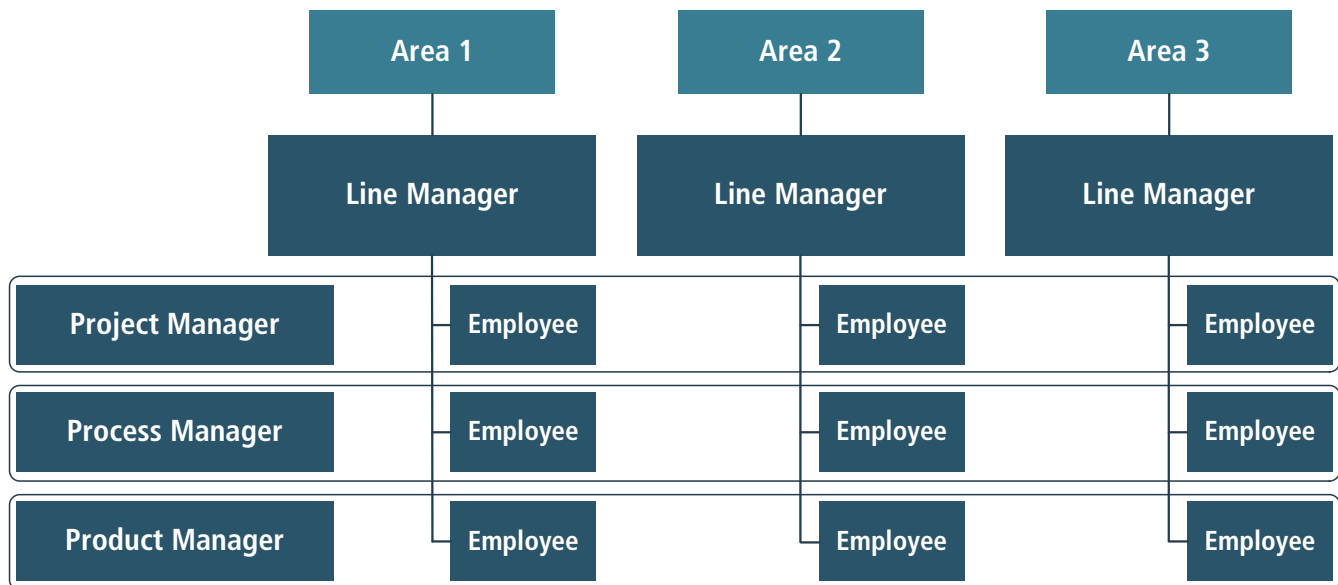 Area 1
Area 2
Area 3
Line Manager
Line Manager
Line Manager
Project Manager
Employee
Employee
Employee
Process Manager
Employee
Employee
Employee
Product Manager
Employee
Employee
Employee